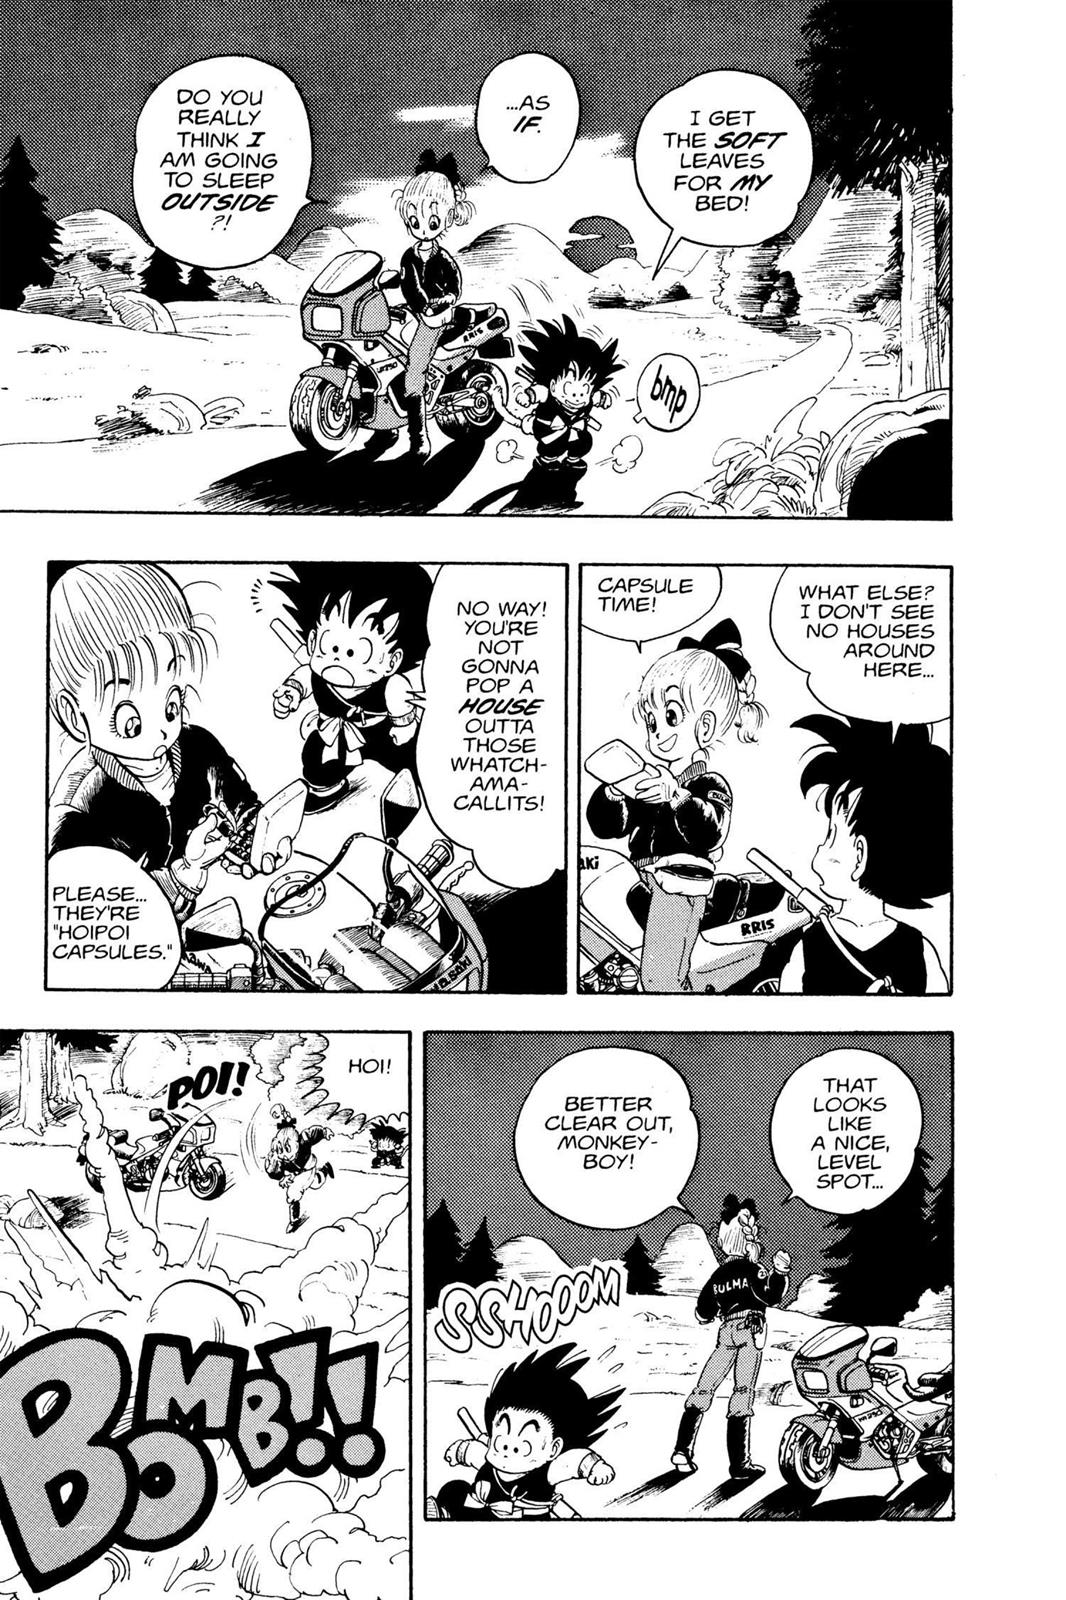 I GET
THE SOFT
LEAVES
FOR MY
BED!
bmp
...AS
IF.
DO YOU
REALLY
THINK I
AM GOING
TO SLEEP
OUTSIDE
?!
RRIS
WHAT ELSE?
I DON'T SEE
NO HOUSES
AROUND
HERE...
CAPSULE
TIME!
aki
RRIS
NO WAY!
YOU'RE
NOT
GONNA
POP A
HOUSE
OUTTA
THOSE
WHATCH-
AMA-
CALLITS!
PLEASE...
THEY'RE
"HOIPOI
CAPSULES."
THAT
LOOKS
LIKE
A NICE,
LEVEL
SPOT...
BETTER
CLEAR OUT,
MONKEY-
BOY!
BULMA
SSHOOOM
HOI!
POI!
BOMB!!